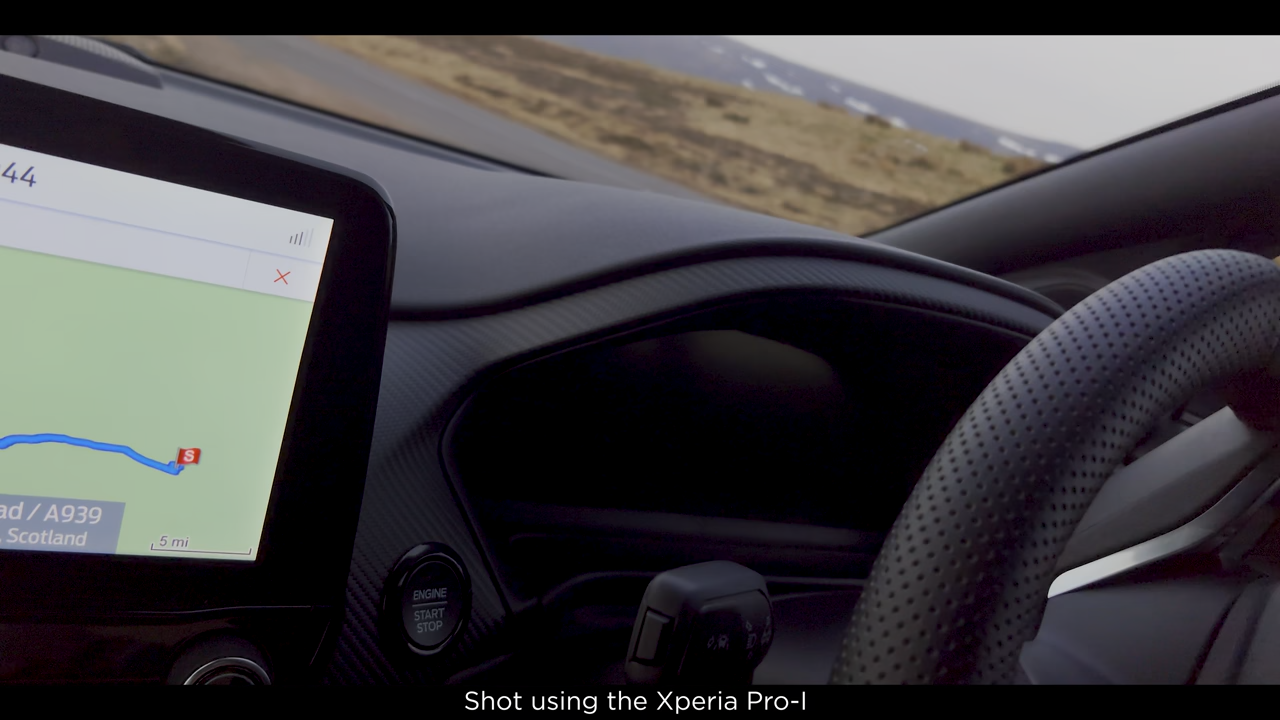 44
S
ad / A939
, Scotland
5 mi
ENGINE
START
STOP
Shot using the Xperia Pro-I